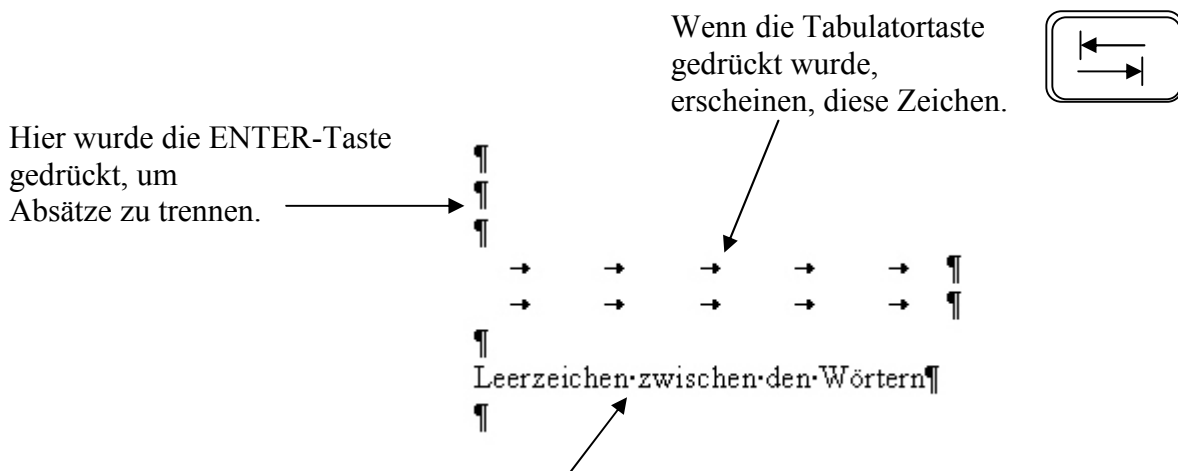 Wenn die Tabulatortaste
gedrückt wurde,
erscheinen, diese Zeichen.
Hier wurde die ENTER-Taste
gedrückt, um
Absätze zu trennen.
¶
¶
¶
→ → → → → ¶
→ → → → → ¶
¶
Leerzeichen·zwischen·den·Wörtern¶
¶